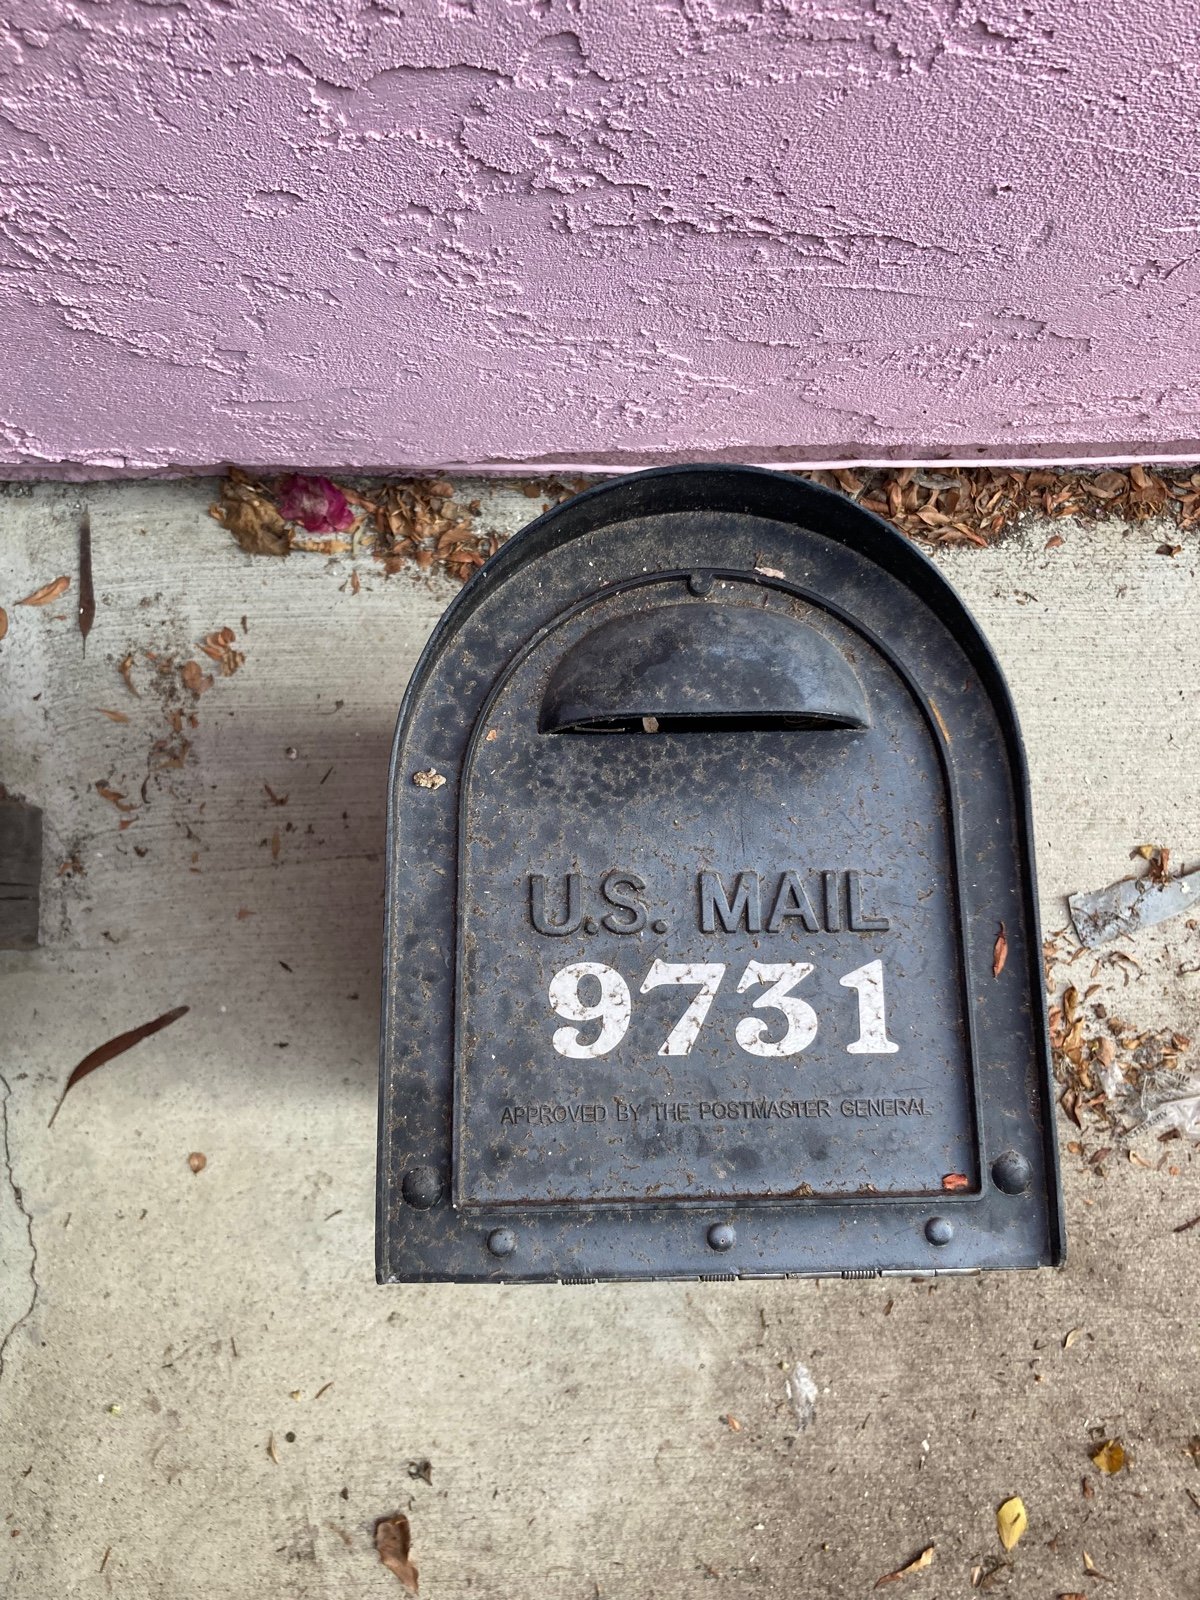 U.S. MAIL
9731
APPROVED BY THE POSTMASTER GENERAL